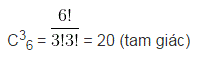 C³₆ = 6!/3!3! = 20 (tam giác)